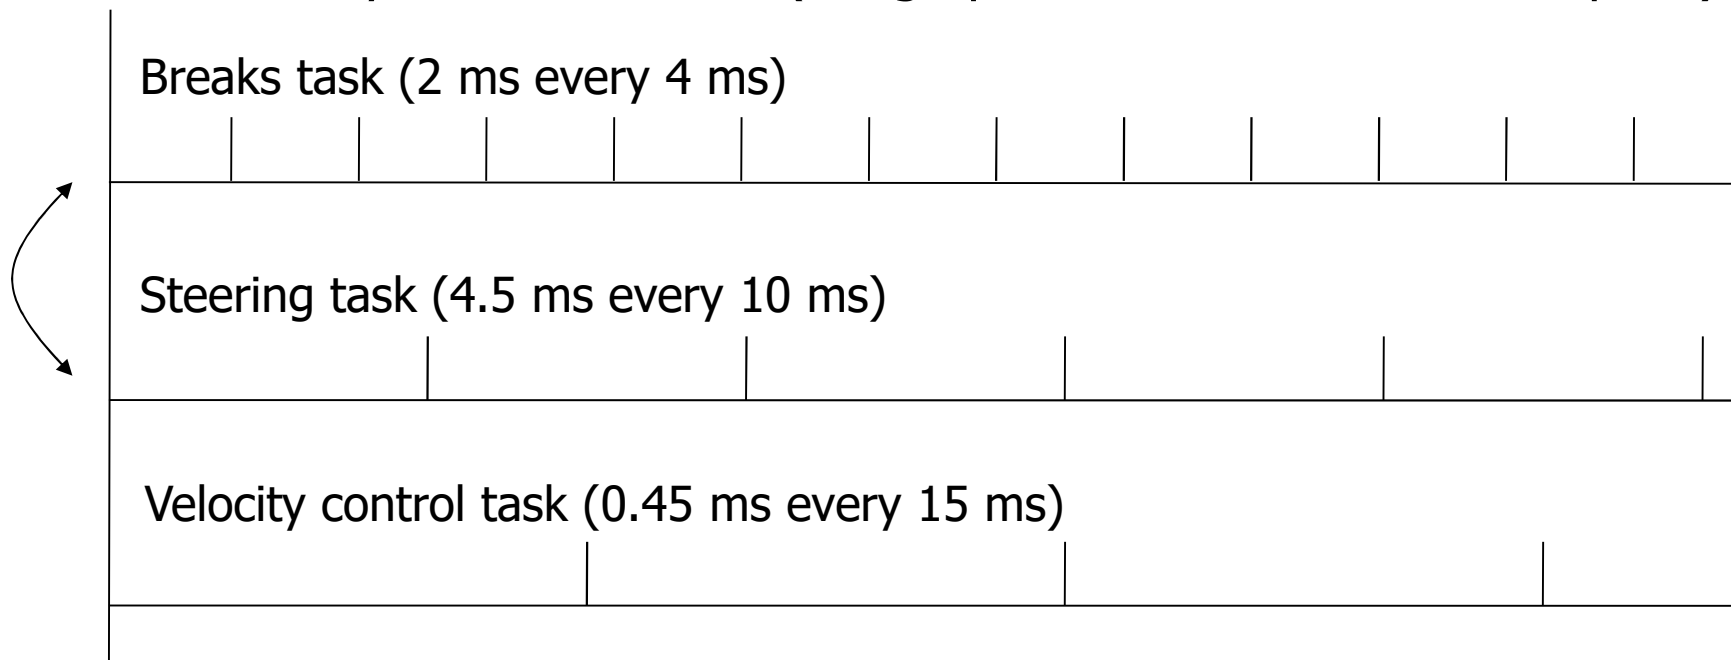 Breaks task (2 ms every 4 ms)
Steering task (4.5 ms every 10 ms)
Velocity control task (0.45 ms every 15 ms)